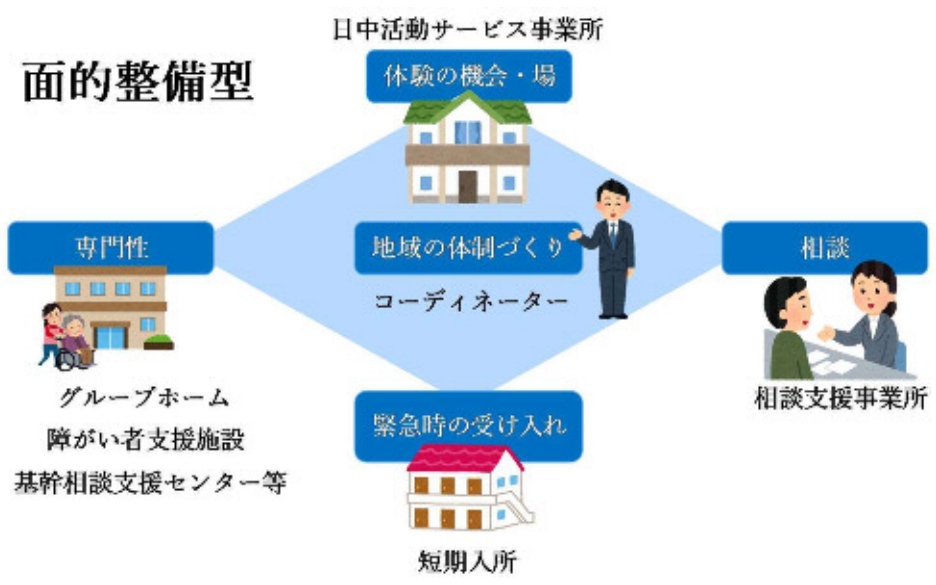 日中活動サービス事業所
面的整備型
体験の機会・場
専門性
地域の体制づくり
相談
コーディネーター
グループホーム
障がい者支援施設
基幹相談支援センター等
相談支援事業所
緊急時の受け入れ
短期入所